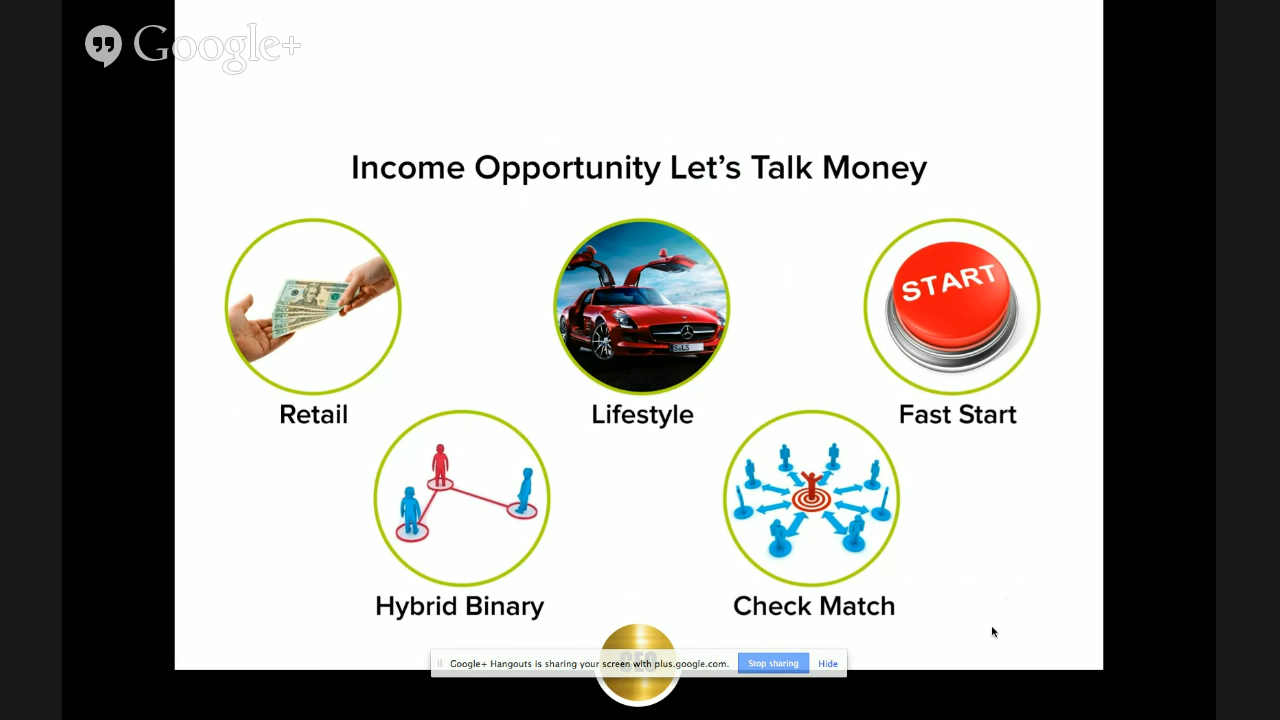 Google+
Income Opportunity Let's Talk Money
START
Retail
Lifestyle
Fast Start
Hybrid Binary
Check Match
Google+ Hangouts is sharing your screen with plus.google.com.
Stop sharing
Hide